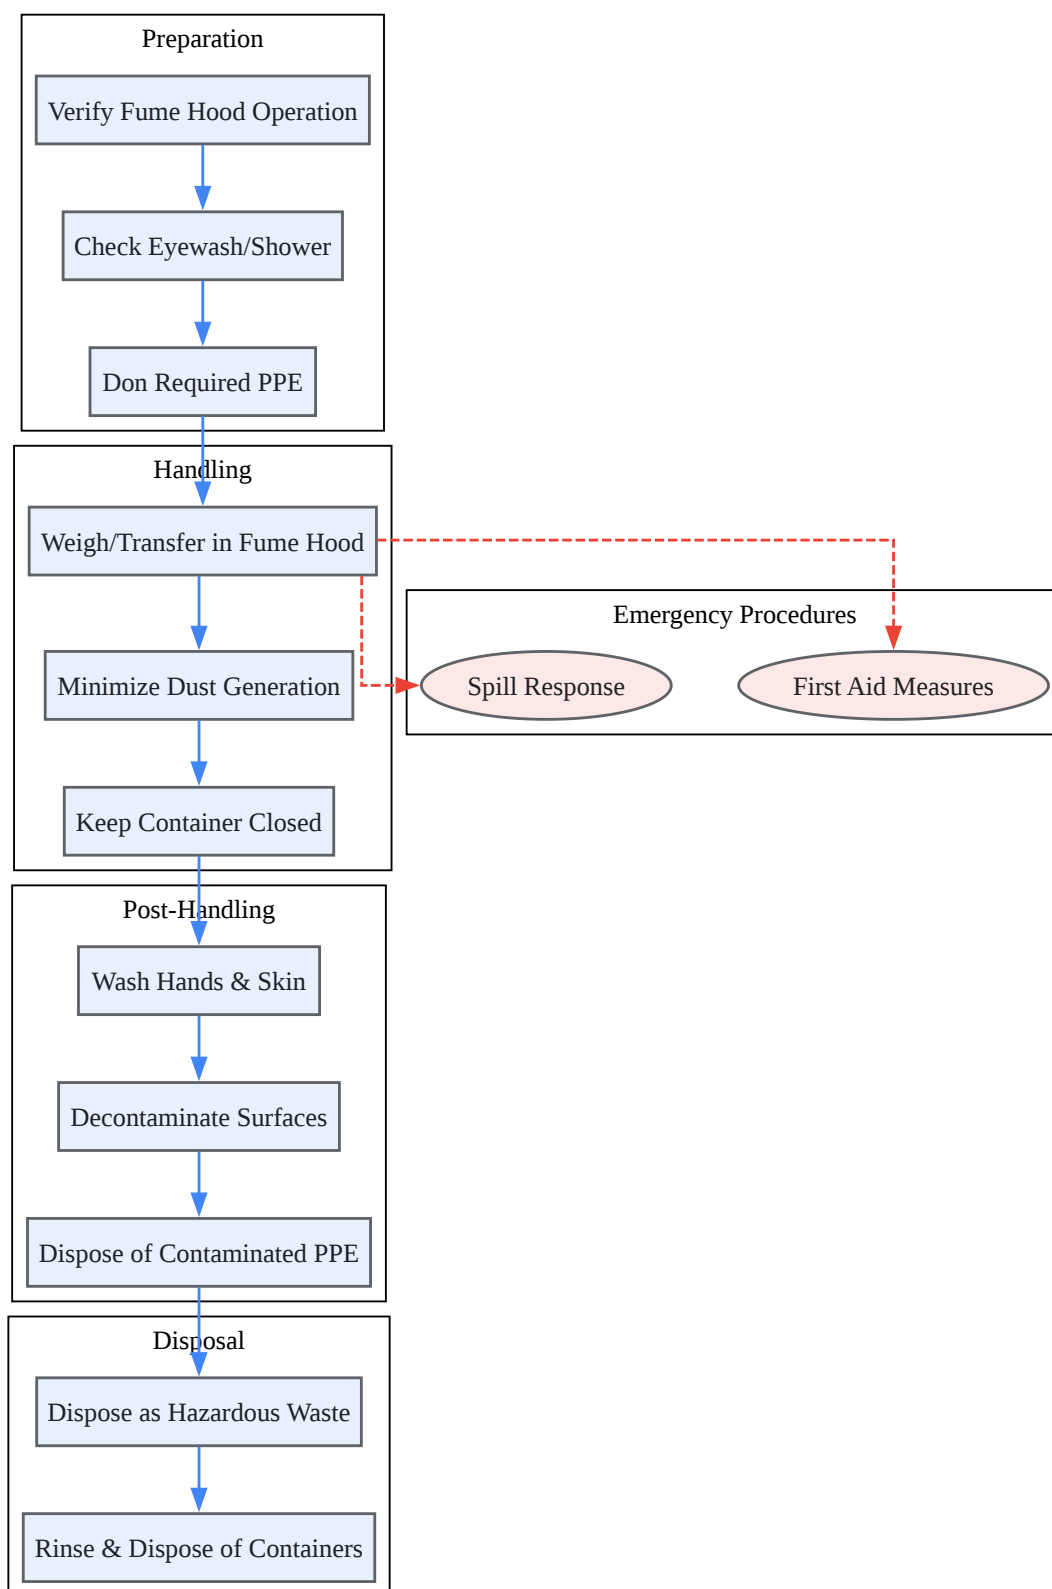 Preparation
Verify Fume Hood Operation
Check Eyewash/Shower
Don Required PPE
Handling
Weigh/Transfer in Fume Hood
Minimize Dust Generation
Keep Container Closed
Emergency Procedures
Spill Response
First Aid Measures
Post-Handling
Wash Hands & Skin
Decontaminate Surfaces
Dispose of Contaminated PPE
Disposal
Dispose as Hazardous Waste
Rinse & Dispose of Containers